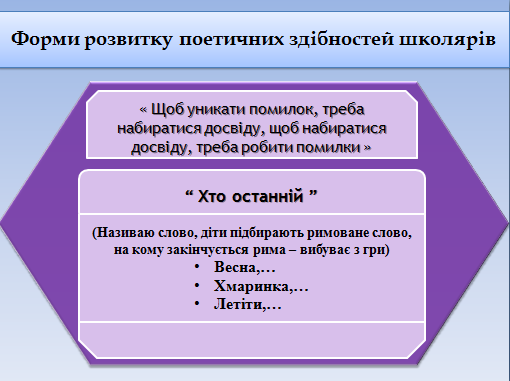 Форми розвитку поетичних здібностей школярів
« Щоб уникати помилок, треба
набиратися досвіду, щоб набиратися
досвіду, треба робити помилки »
“ Хто останній ”
(Називаю слово, діти підбирають римоване слово,
на кому закінчується рима – вибуває з гри)
• Весна,…
• Хмаринка,…
• Летіти,…